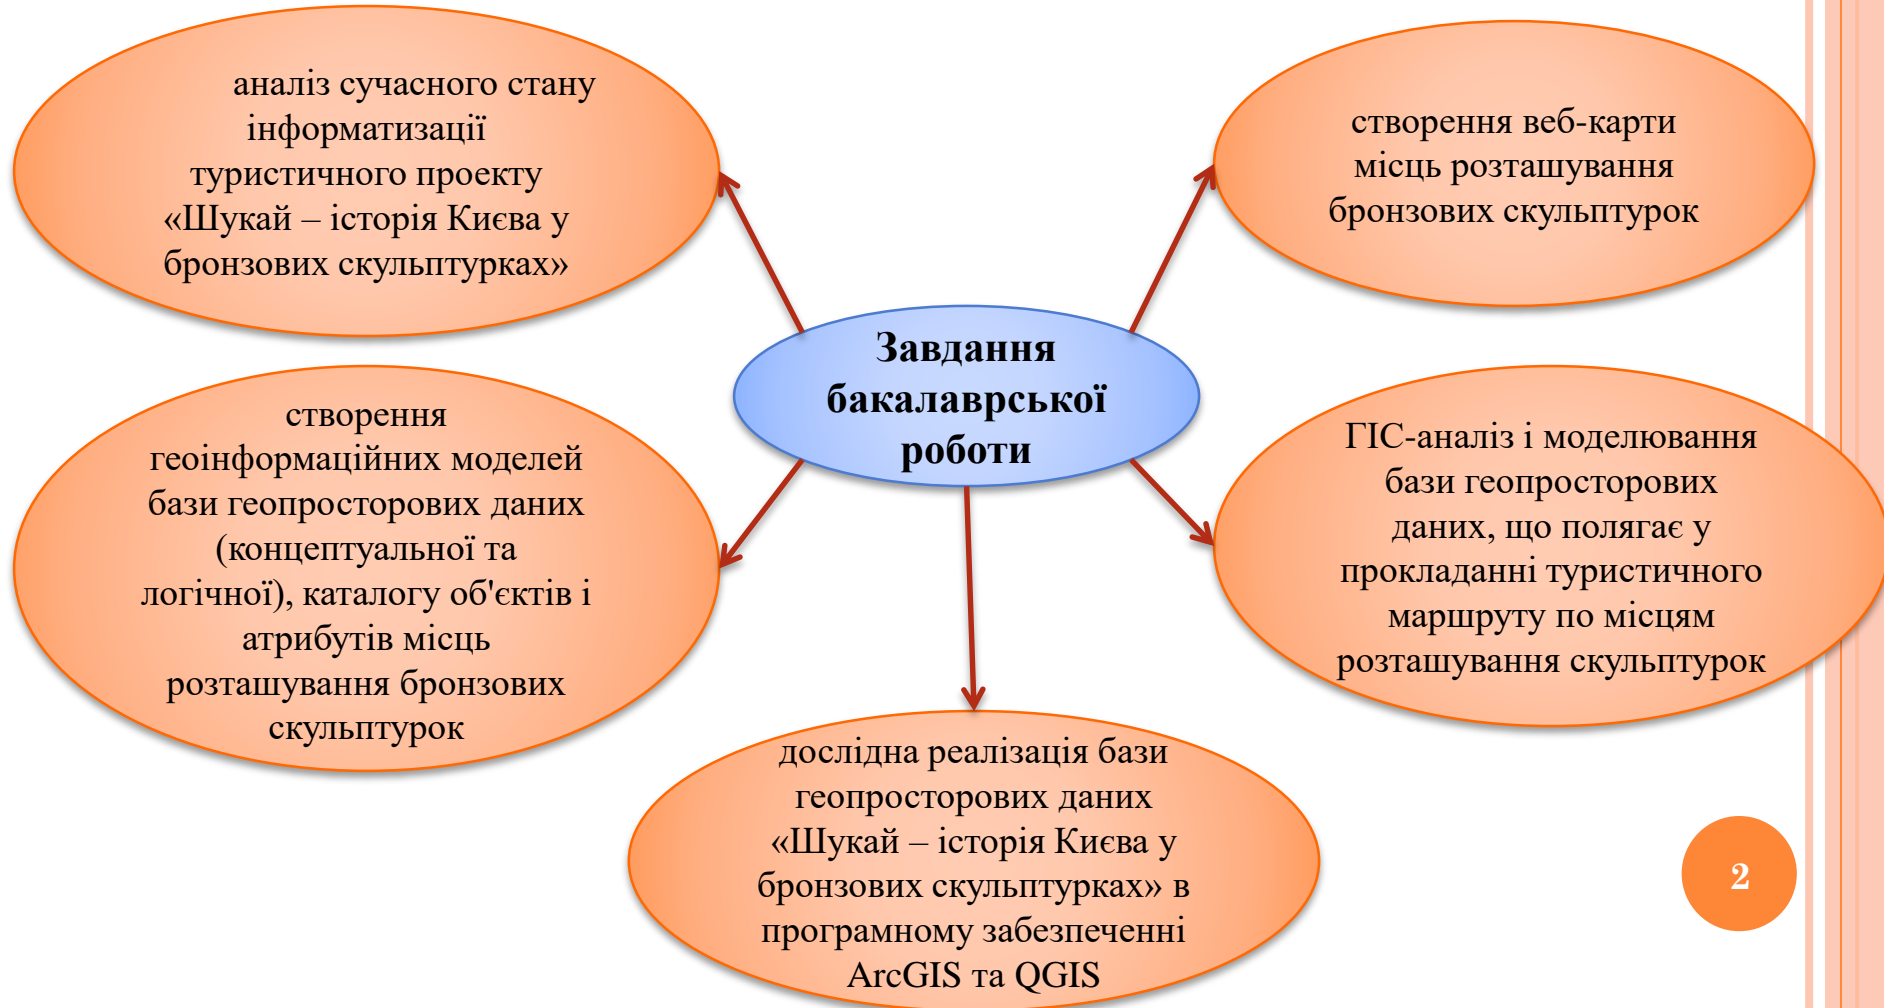 аналіз сучасного стану
інформатизації
туристичного проекту
«Шукай – історія Києва у
бронзових скульптурках»
створення веб-карти
місць розташування
бронзових скульптурок
Завдання
бакалаврської
роботи
створення
геоінформаційних моделей
бази геопросторових даних
(концептуальної та
логічної), каталогу об'єктів і
атрибутів місць
розташування бронзових
скульптурок
ГІС-аналіз і моделювання
бази геопросторових
даних, що полягає у
прокладанні туристичного
маршруту по місцям
розташування скульптурок
дослідна реалізація бази
геопросторових даних
«Шукай – історія Києва у
бронзових скульптурках» в
програмному забезпеченні
ArcGIS та QGIS
2